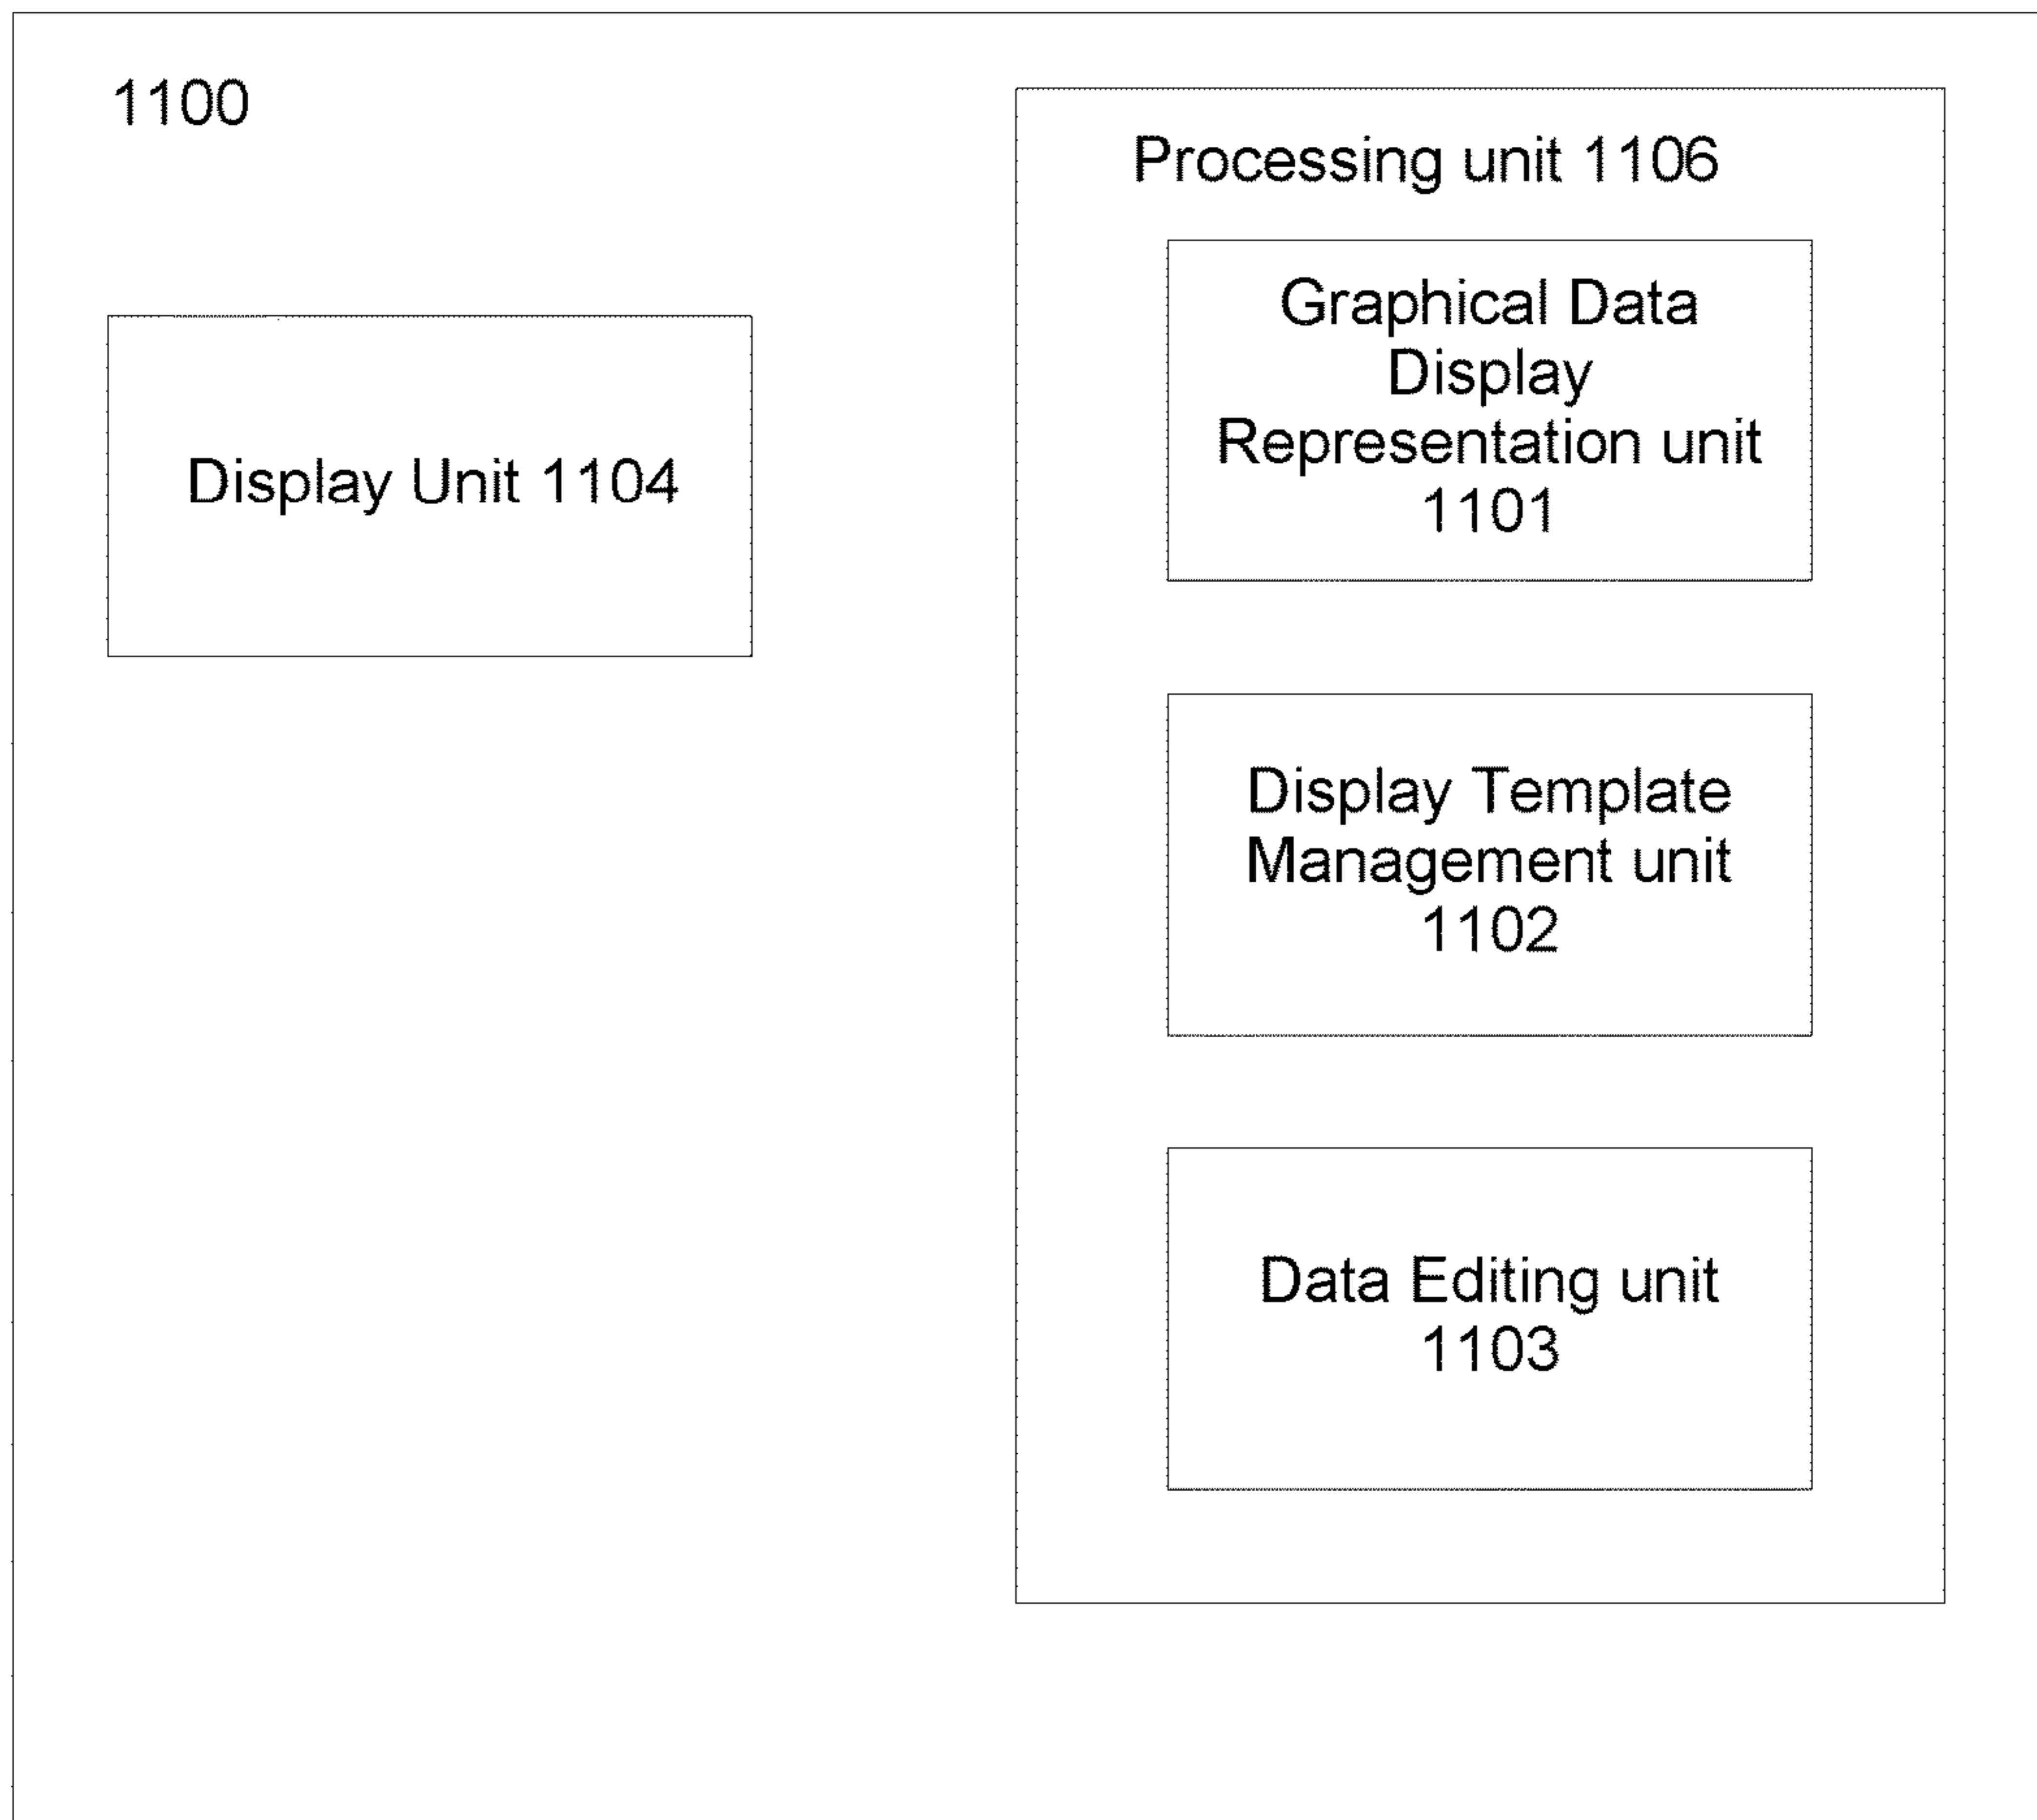 1100
Processing unit 1106
Graphical Data
Display
Representation unit
1101
Display Unit 1104
Display Template
Management unit
1102
Data Editing unit
1103